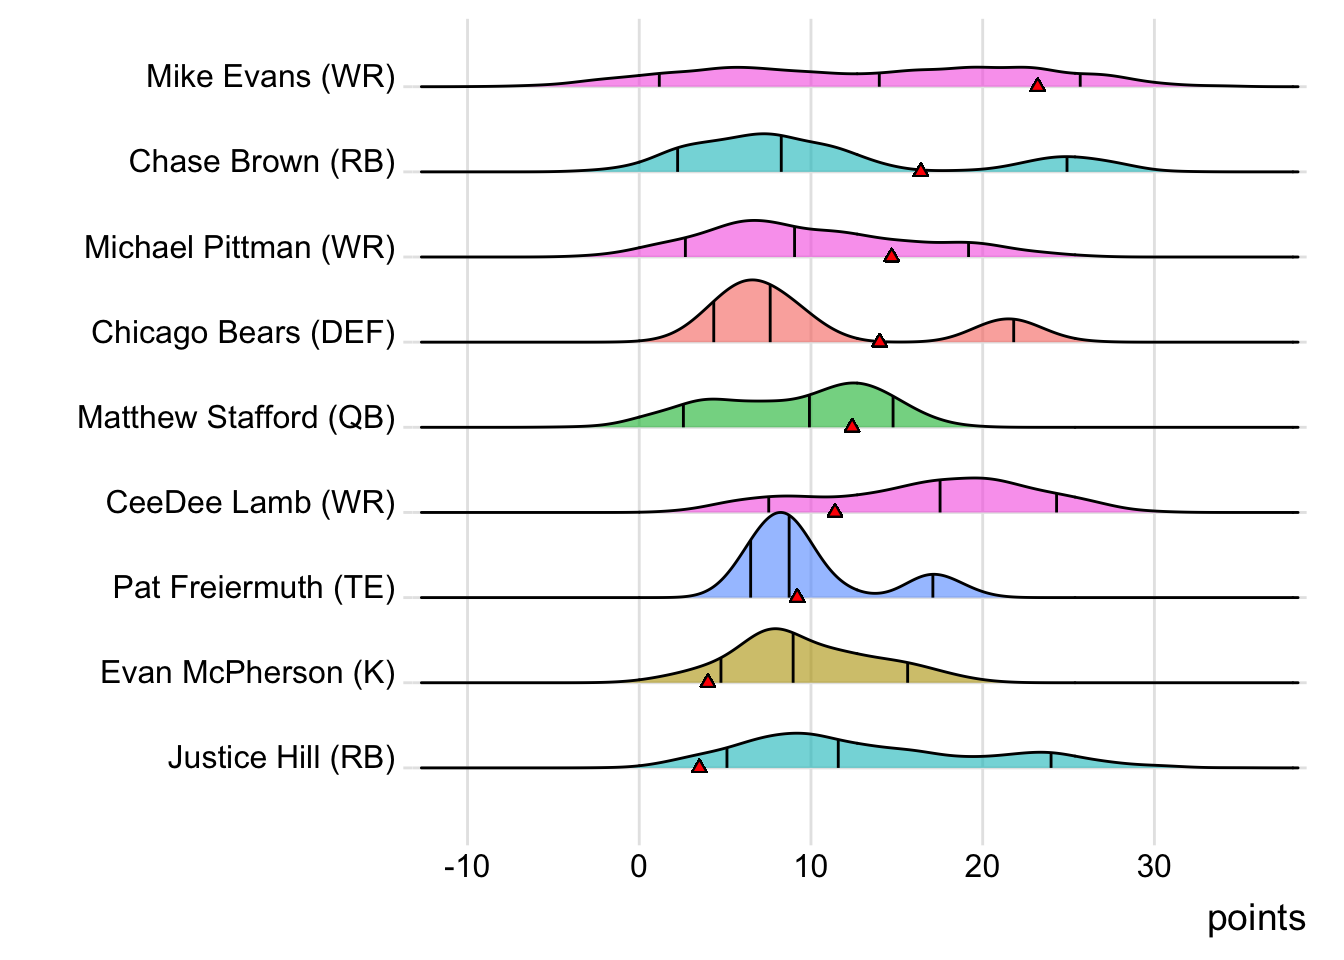 Mike Evans (WR)
Chase Brown (RB)
Michael Pittman (WR)
Chicago Bears (DEF)
Matthew Stafford (QB)
CeeDee Lamb (WR)
Pat Freiermuth (TE)
Evan McPherson (K)
Justice Hill (RB)
-10 0 10 20 30
points